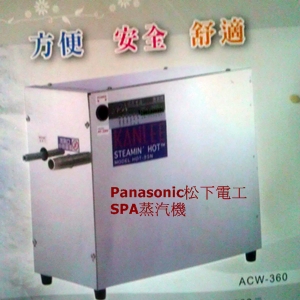 方便 安全 舒適
STEAMIN' HOT™
Panasonic松下電工
SPA蒸汽機
ACW-360